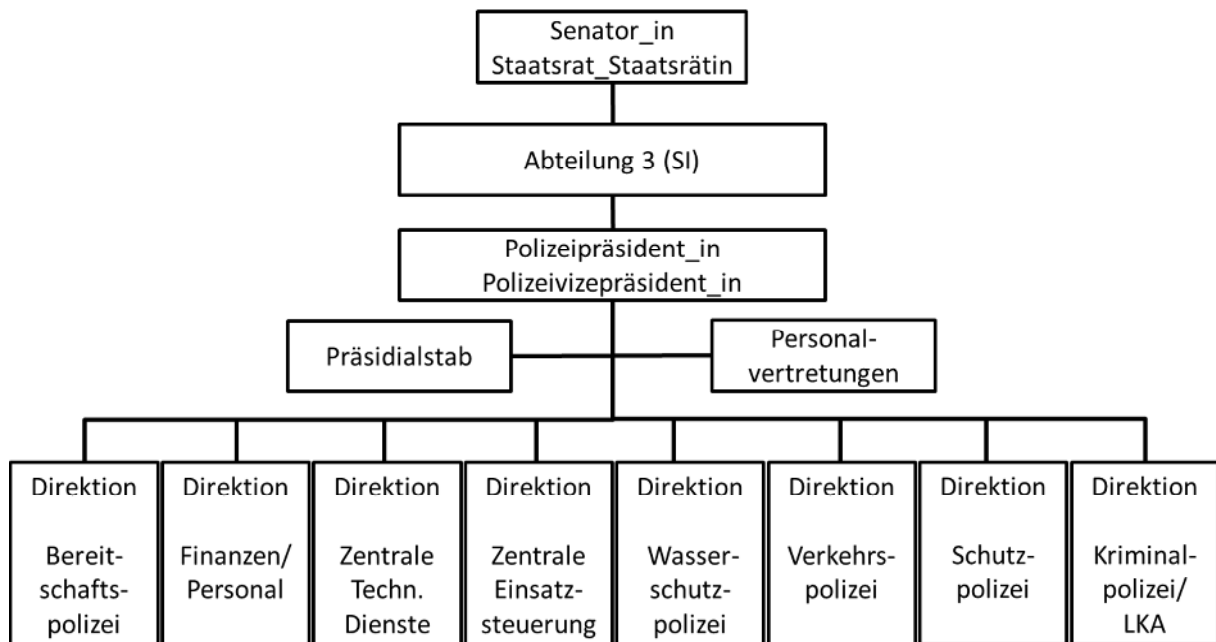 Senator_in
Staatsrat_Staatsrätin
Abteilung 3 (SI)
Polizeipräsident_in
Polizeivizepräsident_in
Präsidialstab
Personal-
vertretungen
Direktion
Bereit-
schafts-
polizei
Direktion
Finanzen/
Personal
Direktion
Zentrale
Techn.
Dienste
Direktion
Zentrale
Einsatz-
steuerung
Direktion
Wasser-
schutz-
polizei
Direktion
Verkehrs-
polizei
Direktion
Schutz-
polizei
Direktion
Kriminal-
polizei/
LKA